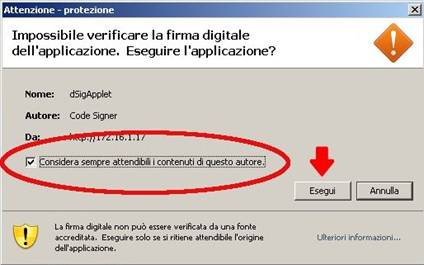 Attenzione - protezione
Impossibile verificare la firma digitale
dell'applicazione. Eseguire l'applicazione?
Nome: dSigApplet
Autore: Code Signer
Da: http://172.16.1.17
Considera sempre attendibili i contenuti di questo autore.
Esegui Annulla
La firma digitale non può essere verificata da una fonte
accreditata. Eseguire solo se si ritiene attendibile l'origine
dell'applicazione.
Ulteriori informazioni...